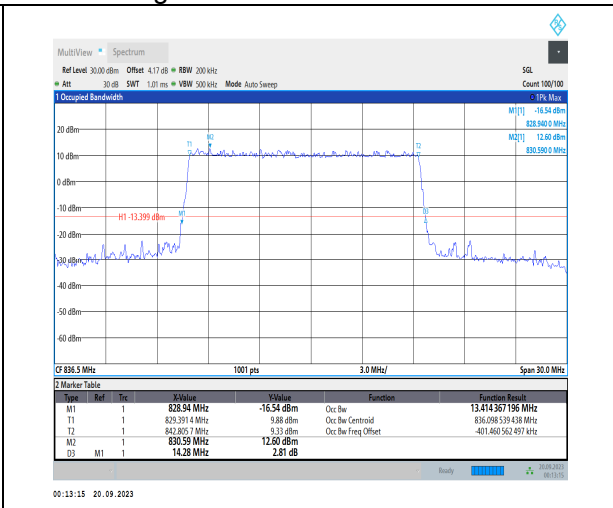 MultiView Spectrum
Ref Level 30.00 dBm Offset 4.17 dB RBW 200 kHz SGL
Att 30 dB SWT 1.01 ms VBW 500 kHz Mode Auto Sweep Count 100/100
1 Occupied Bandwidth 1Pk Max
M1[1] -16.54 dBm
828.940 0 MHz
M2[1] 12.60 dBm
830.590 0 MHz
20 dBm
T1 M2 T2
10 dBm
0 dBm
-10 dBm
H1 -13.399 dBm M1 D3
-20 dBm
-30 dBm
-40 dBm
-50 dBm
-60 dBm
CF 836.5 MHz 1001 pts 3.0 MHz/ Span 30.0 MHz
2 Marker Table
Type Ref Trc X-Value Y-Value Function Function Result
M1 1 828.94 MHz -16.54 dBm Occ Bw 13.414 367 196 MHz
T1 1 829.391 4 MHz 9.88 dBm Occ Bw Centroid 836.098 539 438 MHz
T2 1 842.805 7 MHz 9.33 dBm Occ Bw Freq Offset -401.460 562 497 kHz
M2 1 830.59 MHz 12.60 dBm
D3 M1 1 14.28 MHz 2.81 dB
Ready 20.09.2023
00:13:15
00:13:15 20.09.2023